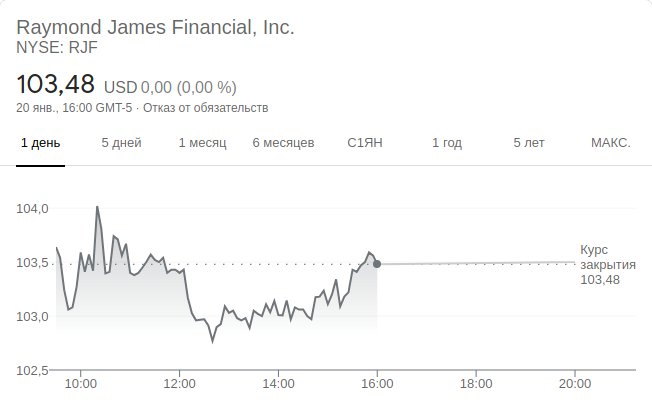 Raymond James Financial, Inc.
NYSE: RJF
103,48 USD 0,00 (0,00 %)
20 янв., 16:00 GMT-5 · Отказ от обязательств
1 день 5 дней 1 месяц 6 месяцев С1ЯН 1 год 5 лет МАКС.
104,0
103,5
103,0
102,5
Курс
закрытия
103,48
10:00 12:00 14:00 16:00 18:00 20:00